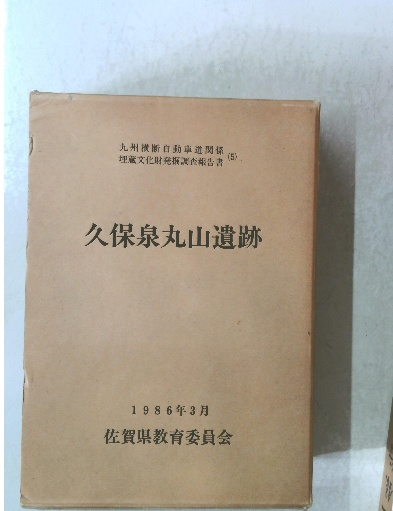 九州横断自動車道関係
埋蔵文化財発掘調査報告書 (5)
久保泉丸山遺跡
1986年3月
佐賀県教育委員会